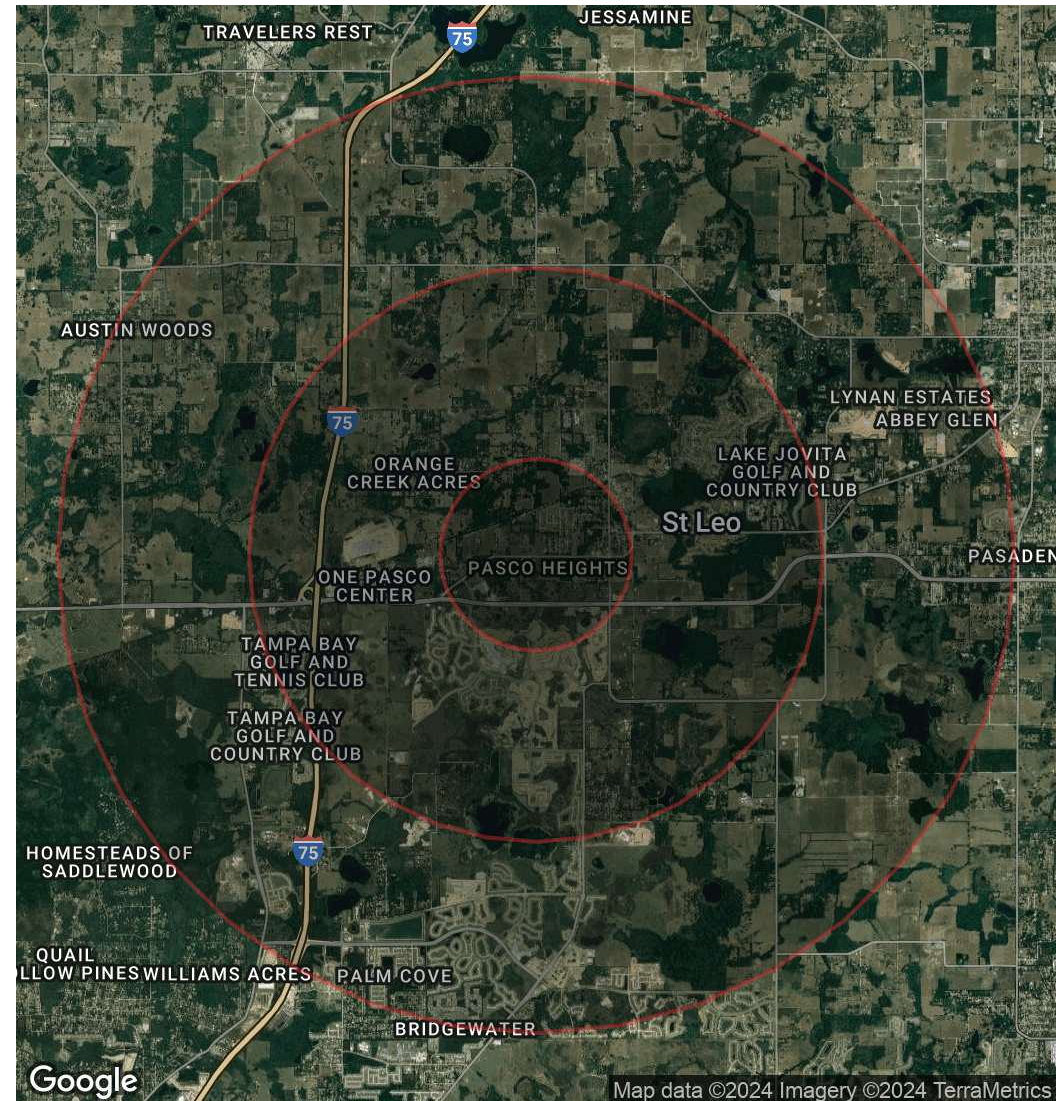 JESSAMINE
TRAVELERS REST
75
AUSTIN WOODS
LYNAN ESTATES
ABBEY GLEN
75
ORANGE
CREEK ACRES
LAKE JOVITA
GOLF AND
COUNTRY CLUB
St Leo
PASADEN
PASCO HEIGHTS
ONE PASCO
CENTER
TAMPA BAY
GOLF AND
TENNIS CLUB
TAMPA BAY
GOLF AND
COUNTRY CLUB
75
HOMESTEADS OF
SADDLEWOOD
QUAIL
OLLOW PINES
WILLIAMS ACRES
PALM COVE
BRIDGEWATER
Google
Map data ©2024 Imagery ©2024 TerraMetrics